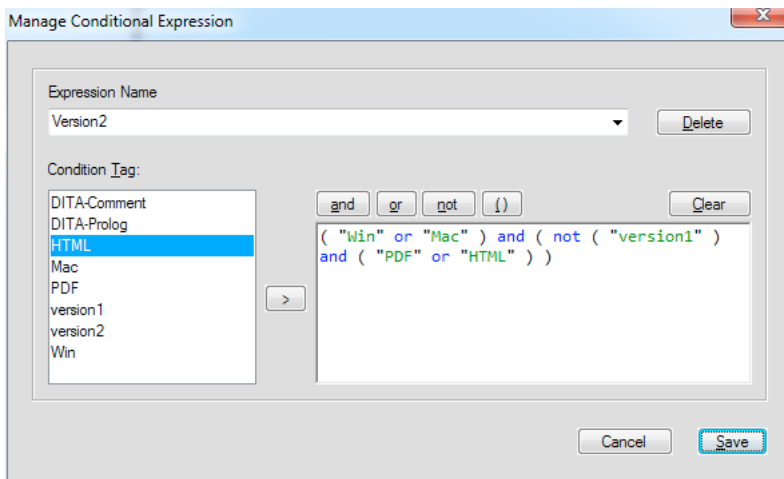 Manage Conditional Expression
X
Expression Name
Version2
Delete
Condition Tag:
DITA-Comment
DITA-Prolog
HTML
Mac
PDF
version1
version2
Win
>
and or not () Clear
( "Win" or "Mac" ) and ( not ( "version1" )
and ( "PDF" or "HTML" ) )
Cancel Save